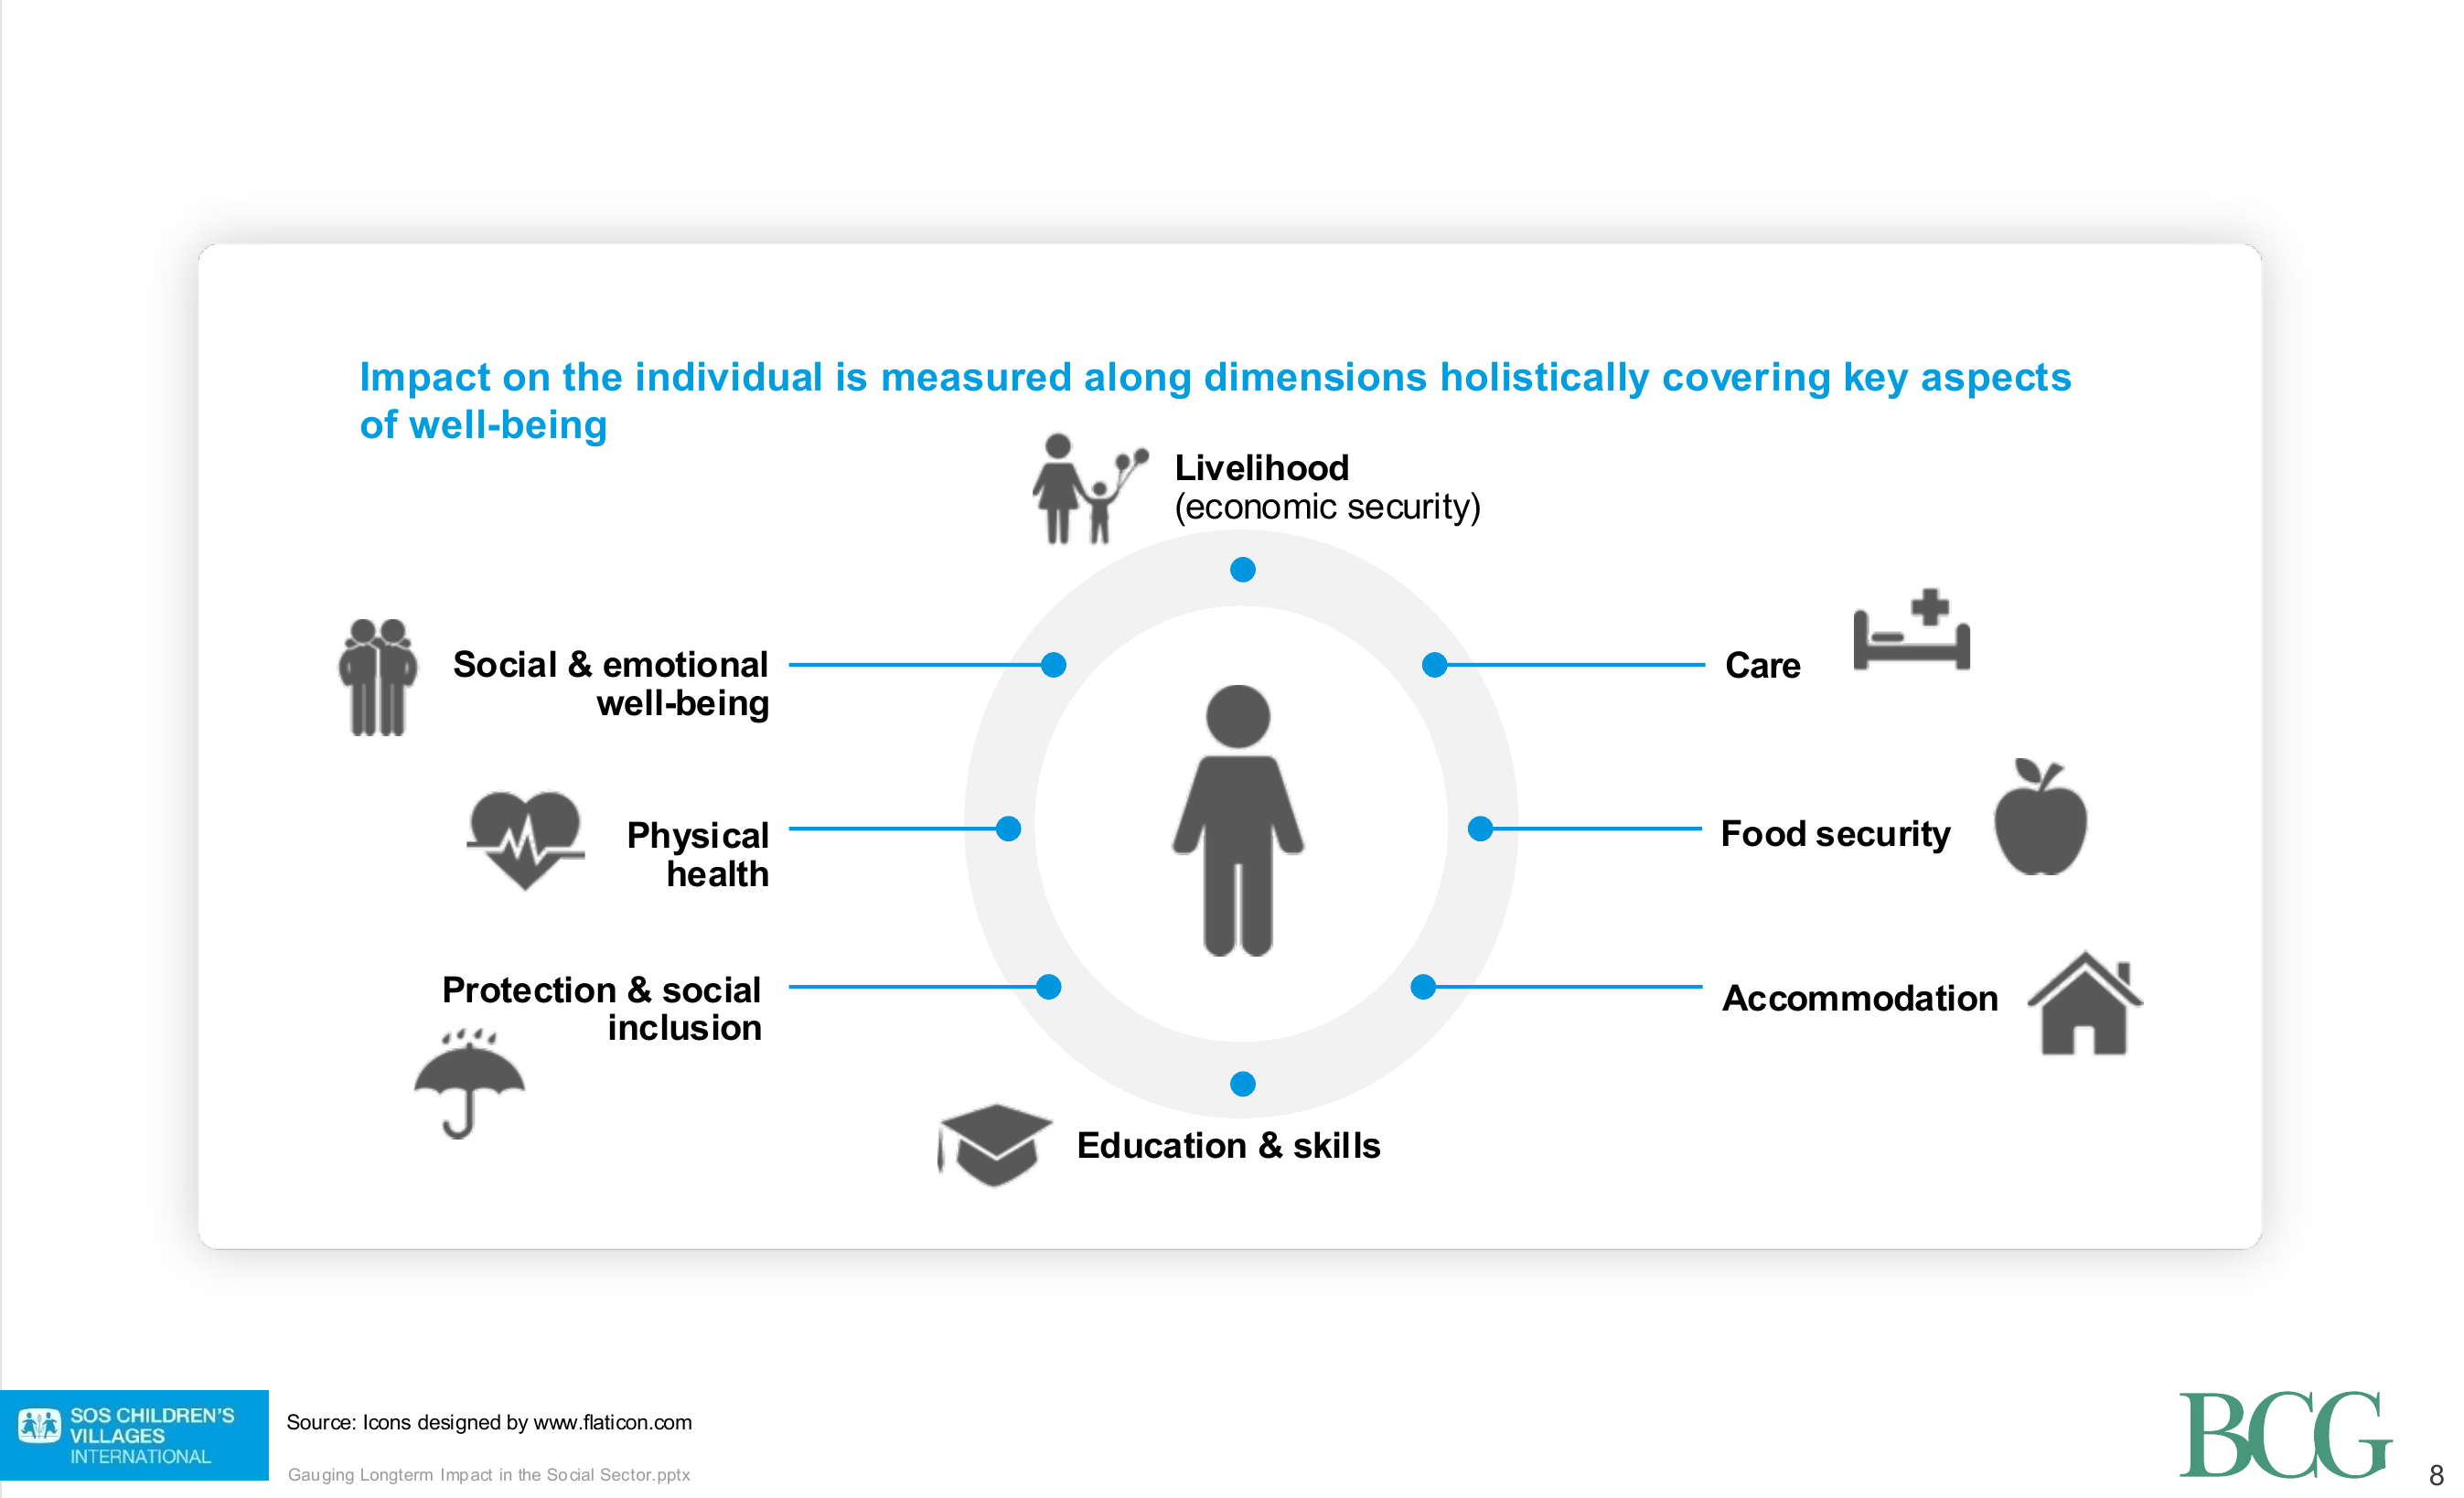 Impact on the individual is measured along dimensions holistically covering key aspects
of well-being
Livelihood
(economic security)
Social & emotional
well-being
Care
Physical
health
Food security
Protection & social
inclusion
Accommodation
Education & skills
SOS CHILDREN'S
VILLAGES
INTERNATIONAL
Source: Icons designed by www.flaticon.com
Gauging Longterm Impact in the Social Sector.pptx
BCG
8